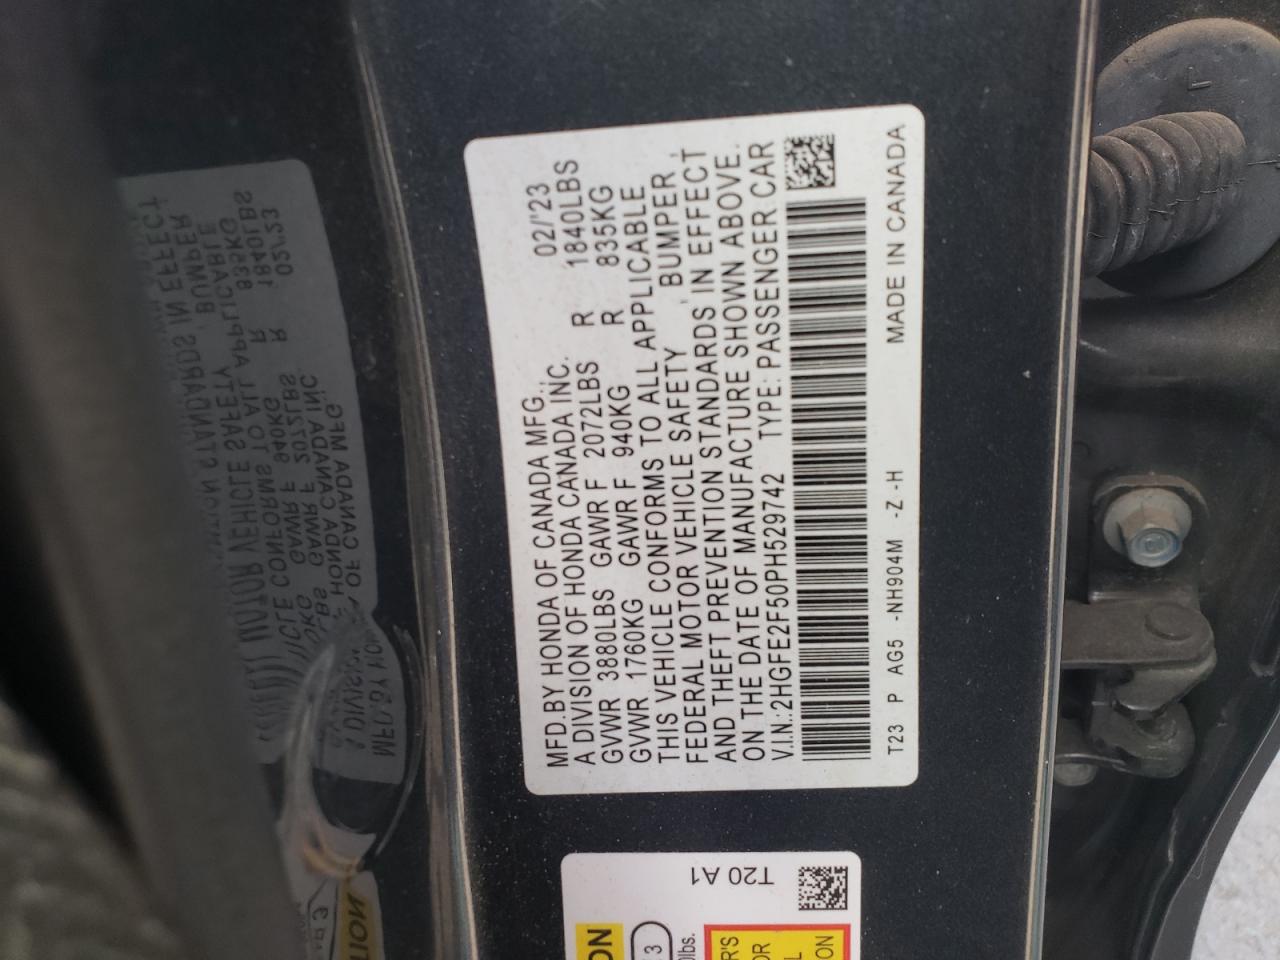 MFD.BY HONDA OF CANADA MFG., 02/'23
A DIVISION OF HONDA CANADA INC.
GVWR 3880LBS GAWR F 2072LBS R 1840LBS
GVWR 1760KG GAWR F 940KG R 835KG
THIS VEHICLE CONFORMS TO ALL APPLICABLE
FEDERAL MOTOR VEHICLE SAFETY, BUMPER,
AND THEFT PREVENTION STANDARDS IN EFFECT
ON THE DATE OF MANUFACTURE SHOWN ABOVE.
V.I.N.:2HGFE2F50PH529742 TYPE:PASSENGER CAR
T23 P AG5 -NH904M -Z -H MADE IN CANADA
T20 A1
3
lbs.
ON